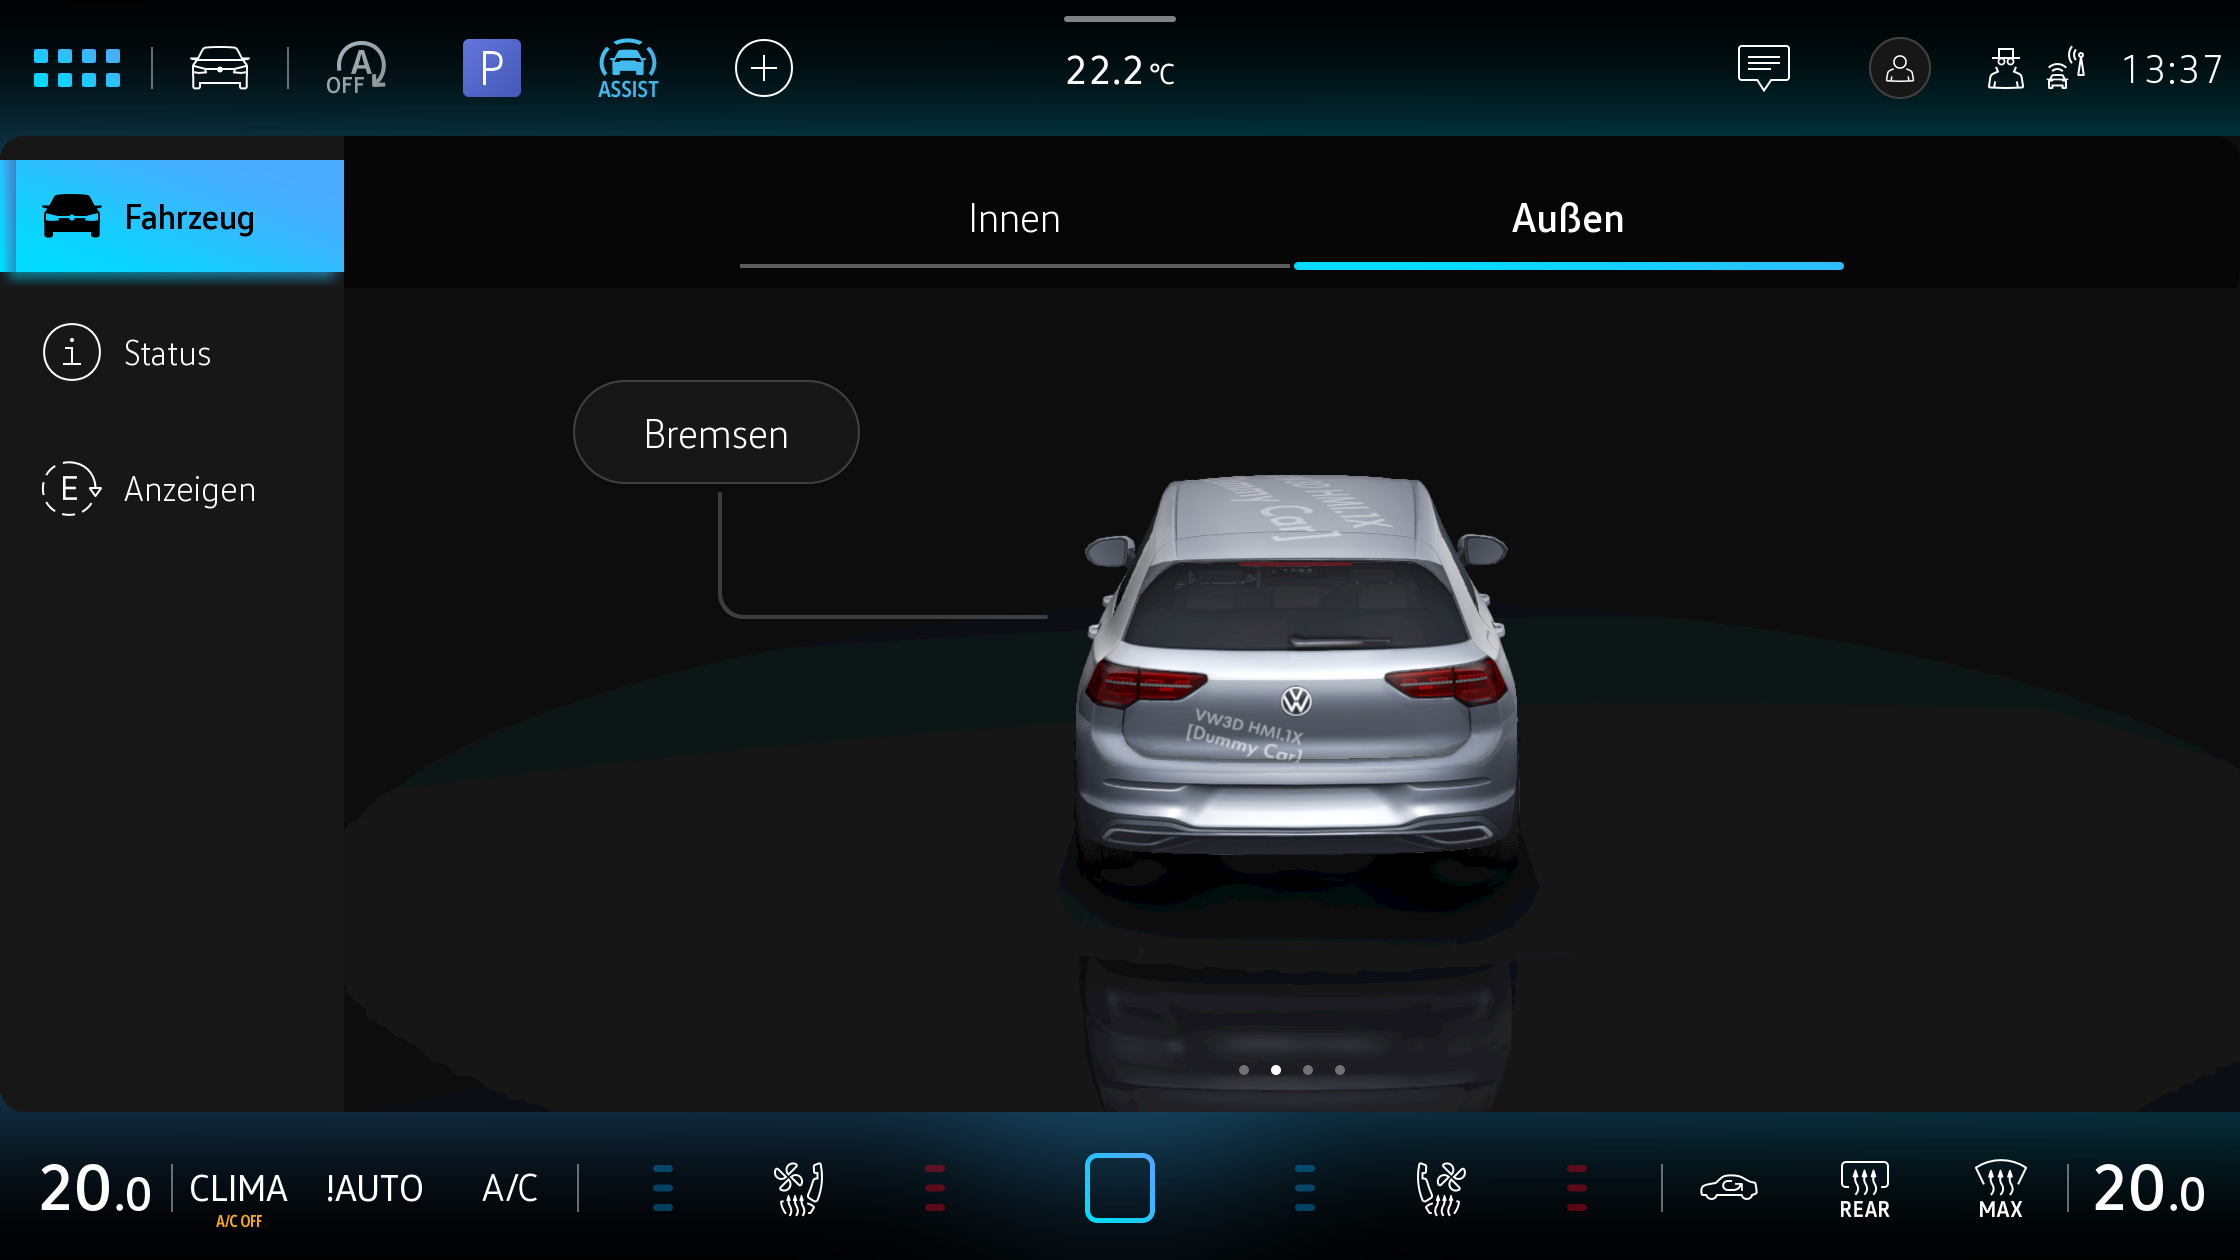 A
OFF
P
ASSIST
22.2 °C
13:37
Fahrzeug
Innen
Außen
i Status
E Anzeigen
Bremsen
VW3D HMI.1X
[Dummy Car]
20.0
CLIMA
A/C OFF
!AUTO
A/C
REAR
MAX
20.0